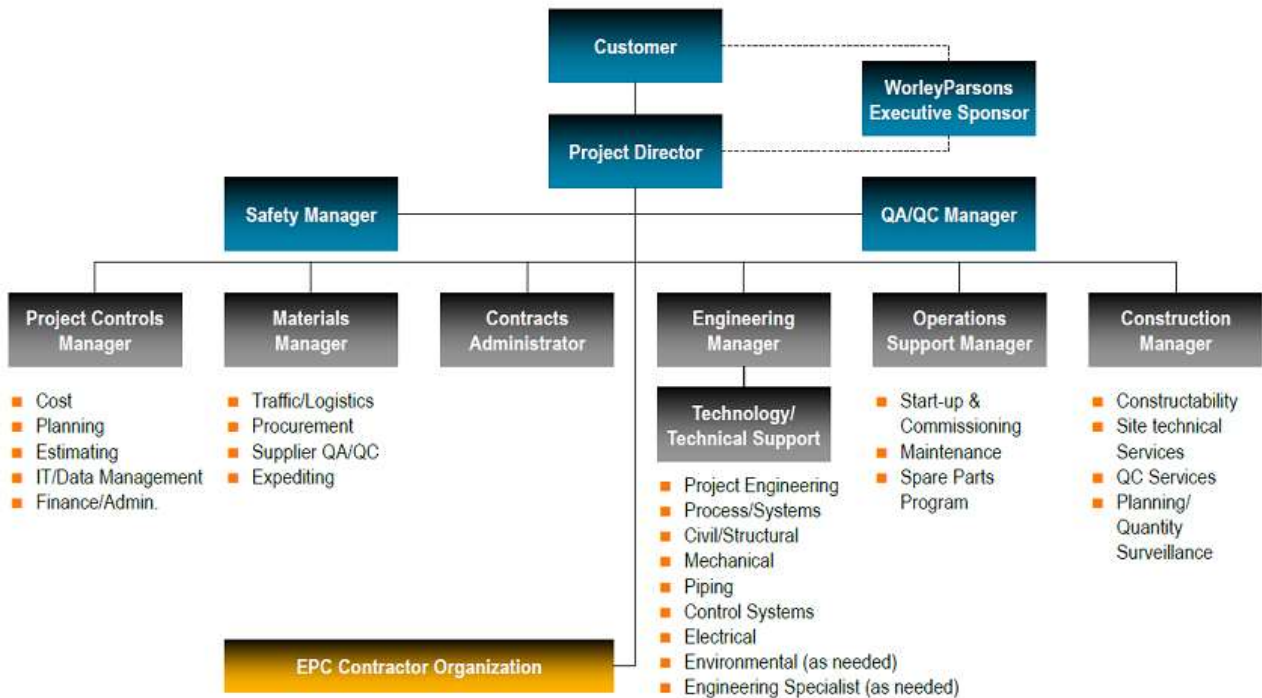 Customer
WorleyParsons
Executive Sponsor
Project Director
Safety Manager
QA/QC Manager
Project Controls
Manager
Cost
Planning
Estimating
IT/Data Management
Finance/Admin.
Materials
Manager
Traffic/Logistics
Procurement
Supplier QA/QC
Expediting
Contracts
Administrator
Engineering
Manager
Technology/
Technical Support
Project Engineering
Process/Systems
Civil/Structural
Mechanical
Piping
Control Systems
Electrical
Environmental (as needed)
Engineering Specialist (as needed)
Operations
Support Manager
Start-up &
Commissioning
Maintenance
Spare Parts
Program
Construction
Manager
Constructability
Site technical
Services
QC Services
Planning/
Quantity
Surveillance
EPC Contractor Organization